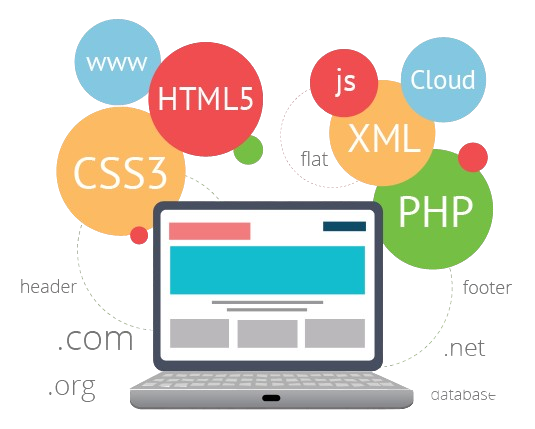 www
HTML5
CSS3
js
Cloud
XML
flat
PHP
header
footer
.com
.net
.org
database